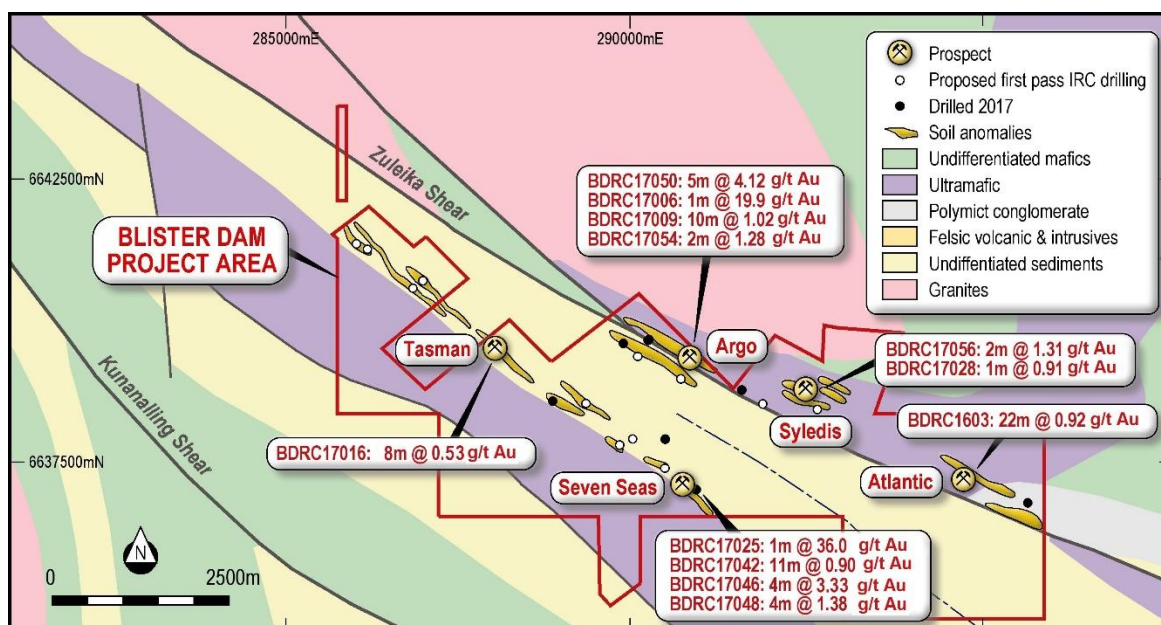 285000mE
290000mE
6642500mN
6637500mN
Zuleika Shear
Kunanalling Shear
BLISTER DAM
PROJECT AREA
Tasman
BDRC17016: 8m @ 0.53 g/t Au
BDRC17050: 5m @ 4.12 g/t Au
BDRC17006: 1m @ 19.9 g/t Au
BDRC17009: 10m @ 1.02 g/t Au
BDRC17054: 2m @ 1.28 g/t Au
Argo
BDRC17056: 2m @ 1.31 g/t Au
BDRC17028: 1m @ 0.91 g/t Au
Syledis
BDRC1603: 22m @ 0.92 g/t Au
Atlantic
Seven Seas
BDRC17025: 1m @ 36.0 g/t Au
BDRC17042: 11m @ 0.90 g/t Au
BDRC17046: 4m @ 3.33 g/t Au
BDRC17048: 4m @ 1.38 g/t Au
Prospect
Proposed first pass IRC drilling
Drilled 2017
Soil anomalies
Undifferentiated mafics
Ultramafic
Polymict conglomerate
Felsic volcanic & intrusives
Undiffentiated sediments
Granites
N
0 2500m